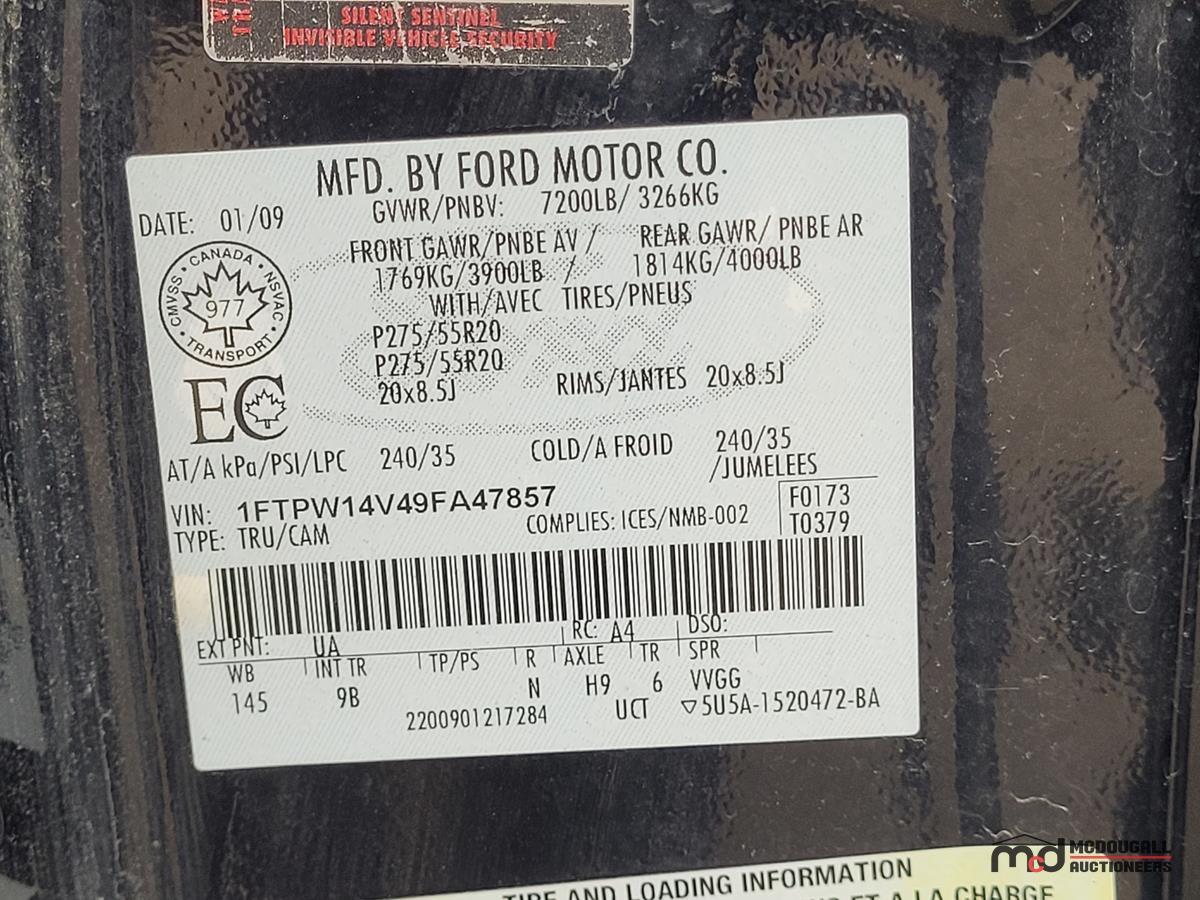 SILENT SENTINEL
INVISIBLE VEHICLE SECURITY
MFD. BY FORD MOTOR CO.
DATE: 01/09 GVWR/PNBV: 7200LB/ 3266KG
FRONT GAWR/PNBE AV / REAR GAWR/ PNBE AR
1769KG/3900LB / 1814KG/4000LB
WITH/AVEC TIRES/PNEUS
CMVSS · CANADA · NSVAC · TRANSPORT ·
977
P275/55R20
P275/55R20
20x8.5J RIMS/JANTES 20x8.5J
EC
AT/A kPa/PSI/LPC 240/35 COLD/A FROID 240/35
/JUMELEES
VIN: 1FTPW14V49FA47857 F0173
TYPE: TRU/CAM COMPLIES: ICES/NMB-002 T0379
EXT PNT: UA RC: A4 DSO:
WB INT TR TP/PS R AXLE TR SPR
145 9B N H9 6 VVGG
2200901217284 UCT ▽5U5A-1520472-BA
TIRE AND LOADING INFORMATION
ET A LA CHARGE
mcd MCDOUGALL
AUCTIONEERS